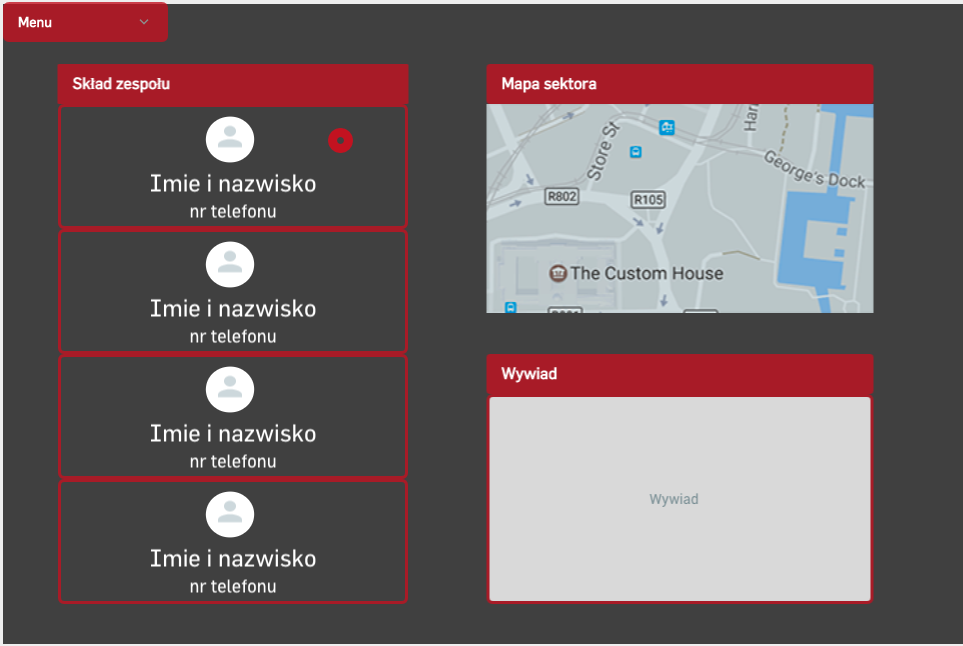 Menu
Skład zespołu
Imie i nazwisko
nr telefonu
Imie i nazwisko
nr telefonu
Imie i nazwisko
nr telefonu
Imie i nazwisko
nr telefonu
Mapa sektora
Store St
George's Dock
R802
R105
The Custom House
Wywiad
Wywiad